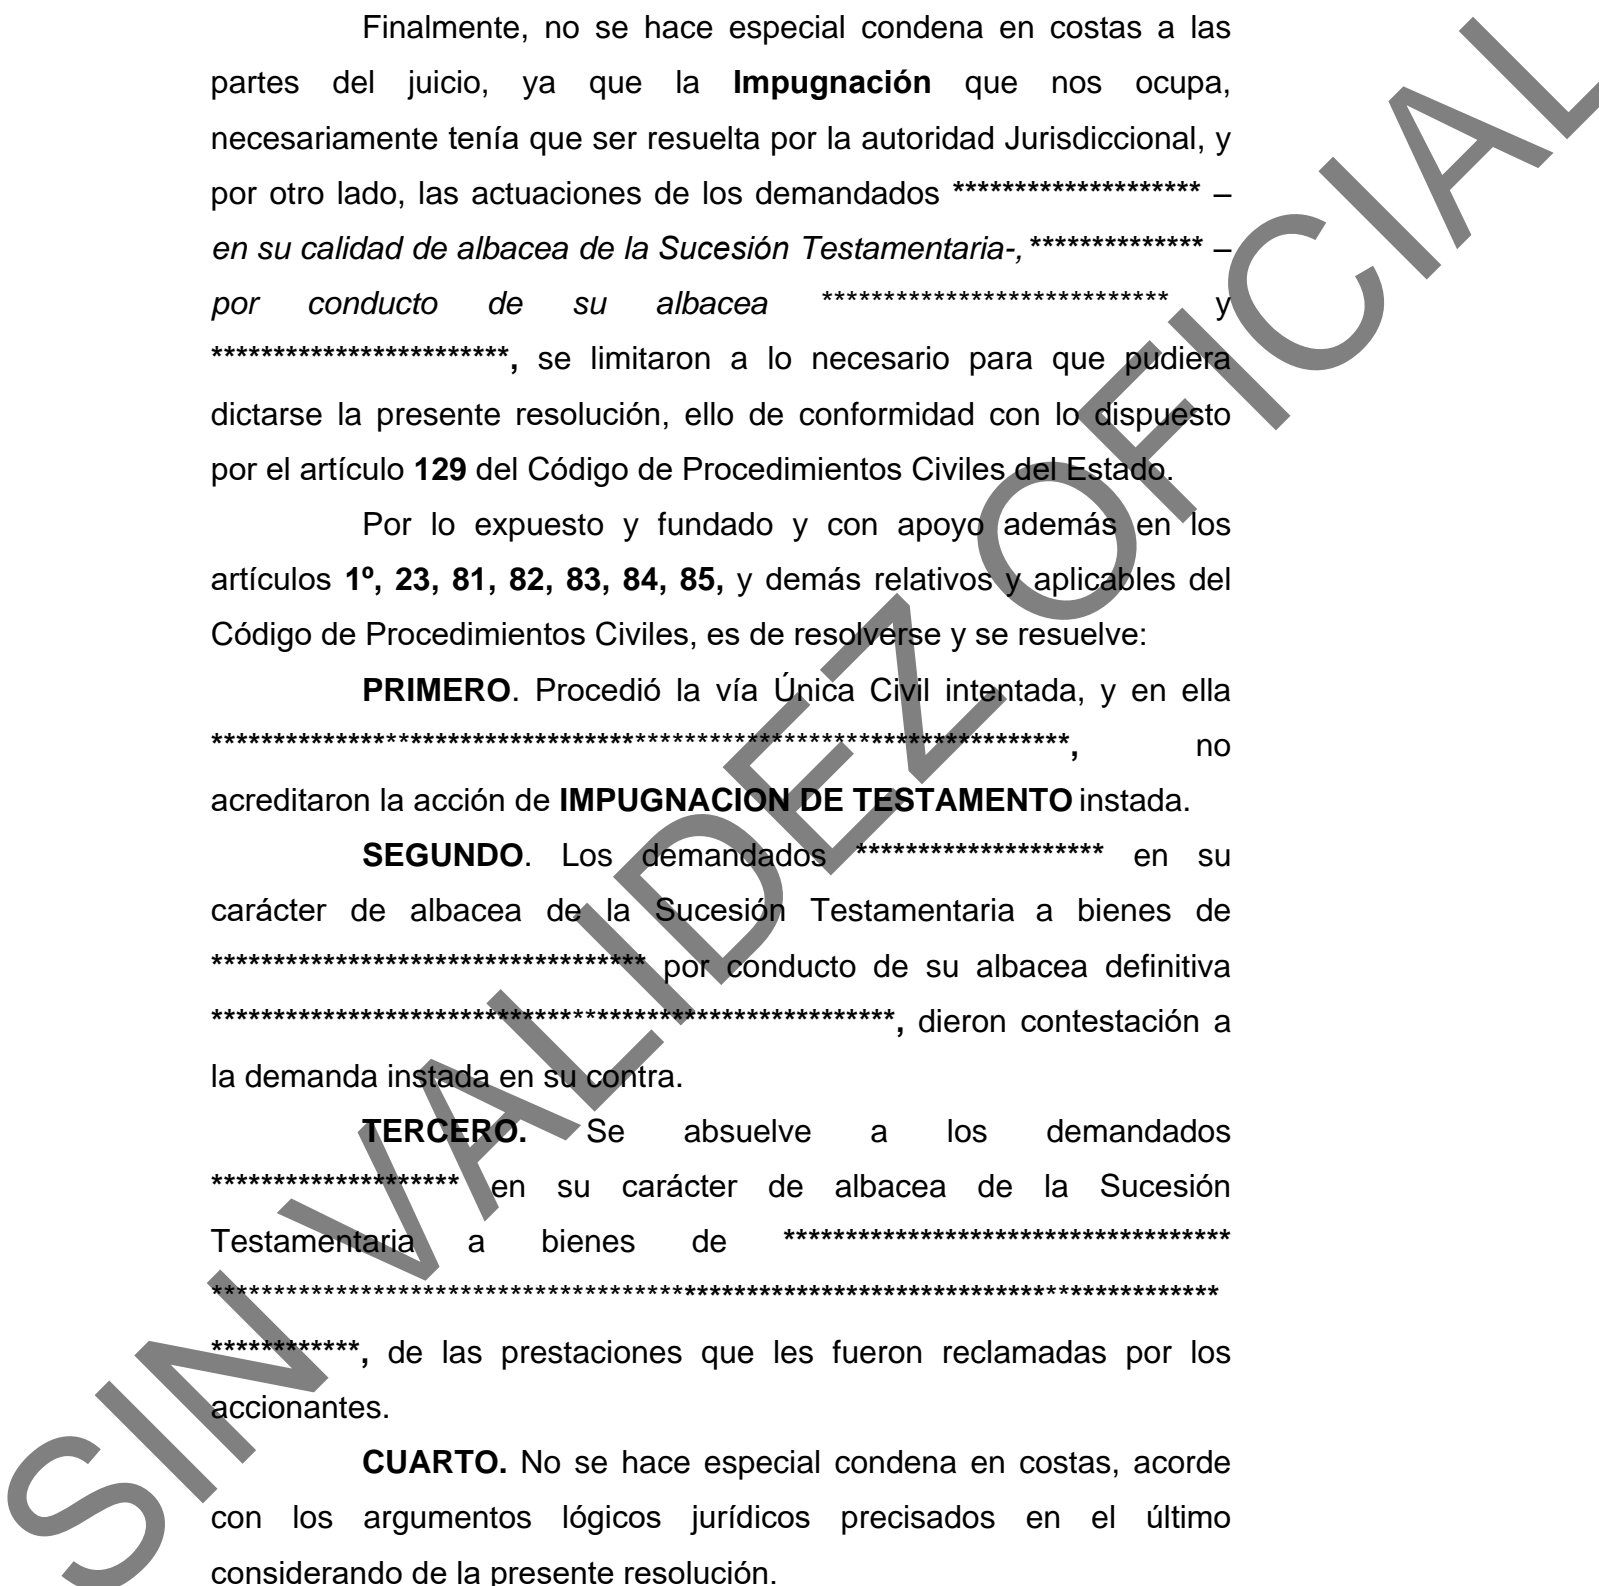 Finalmente, no se hace especial condena en costas a las
partes del juicio, ya que la Impugnación que nos ocupa,
necesariamente tenía que ser resuelta por la autoridad Jurisdiccional, y
por otro lado, las actuaciones de los demandados ******************** –
en su calidad de albacea de la Sucesión Testamentaria-, ************** –
por conducto de su albacea **************************** y
************************, se limitaron a lo necesario para que pudiera
dictarse la presente resolución, ello de conformidad con lo dispuesto
por el artículo 129 del Código de Procedimientos Civiles del Estado.
Por lo expuesto y fundado y con apoyo además en los
artículos 1º, 23, 81, 82, 83, 84, 85, y demás relativos y aplicables del
Código de Procedimientos Civiles, es de resolverse y se resuelve:
PRIMERO. Procedió la vía Única Civil intentada, y en ella
*********************************************************************, no
acreditaron la acción de IMPUGNACION DE TESTAMENTO instada.
SEGUNDO. Los demandados ******************** en su
carácter de albacea de la Sucesión Testamentaria a bienes de
*********************************** por conducto de su albacea definitiva
*******************************************************, dieron contestación a
la demanda instada en su contra.
TERCERO. Se absuelve a los demandados
******************** en su carácter de albacea de la Sucesión
Testamentaria a bienes de ************************************
*********************************************************************************
************, de las prestaciones que les fueron reclamadas por los
accionantes.
CUARTO. No se hace especial condena en costas, acorde
con los argumentos lógicos jurídicos precisados en el último
considerando de la presente resolución.
SIN VALIDEZ OFICIAL